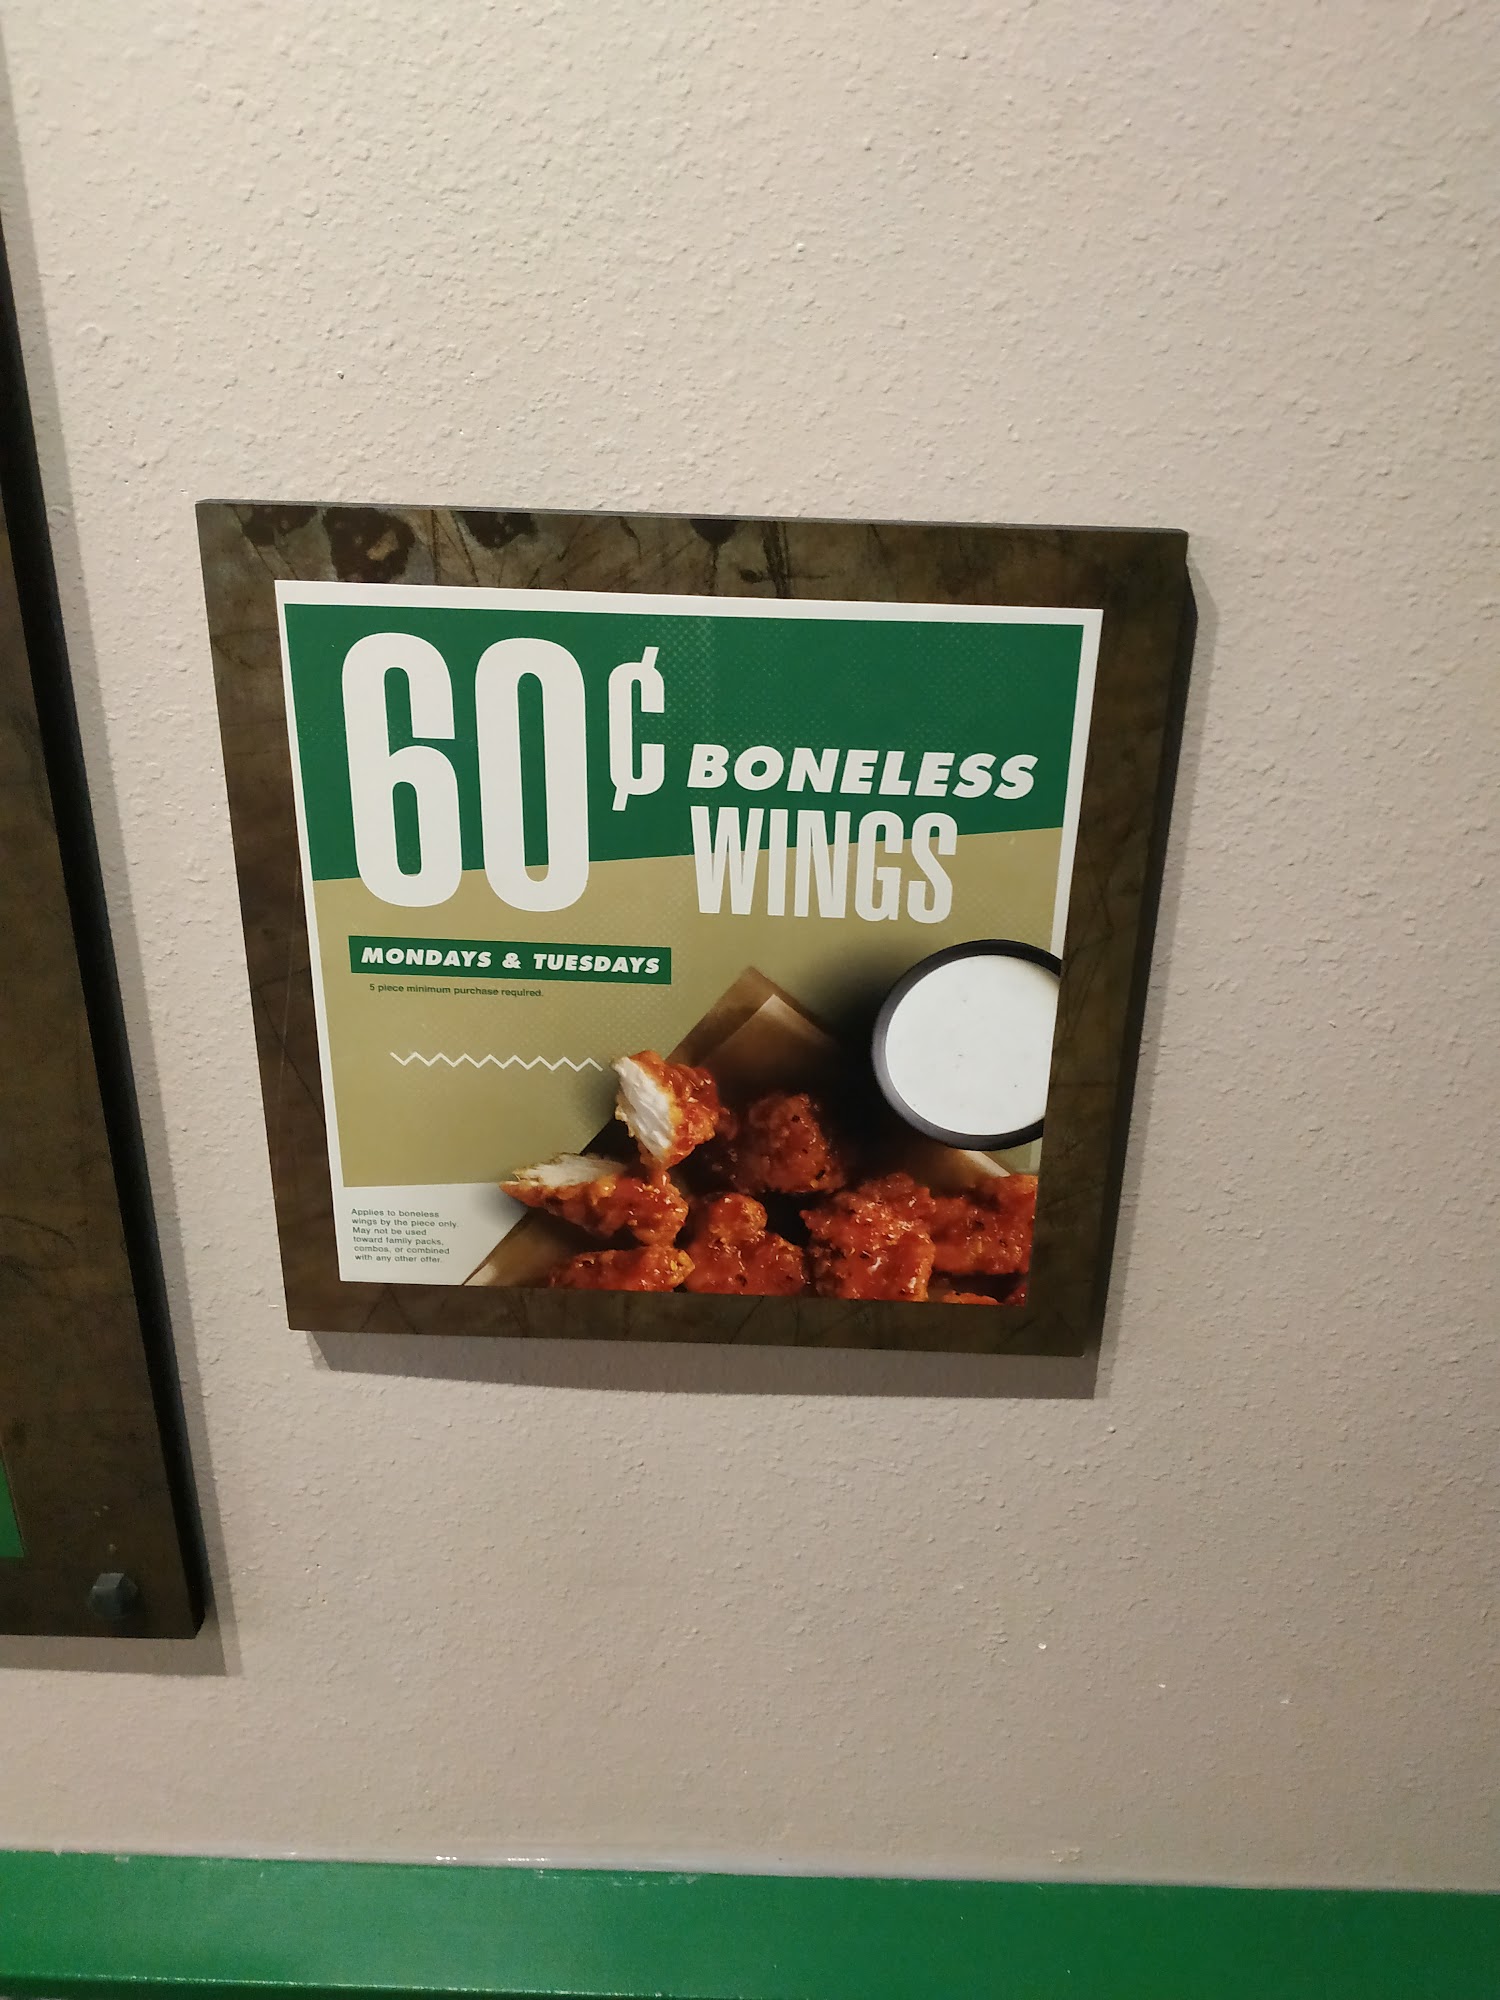 60¢ BONELESS
WINGS
MONDAYS & TUESDAYS
5 piece minimum purchase required.
Applies to boneless
wings by the piece only.
May not be used
toward family packs,
combos, or combined
with any other offer.